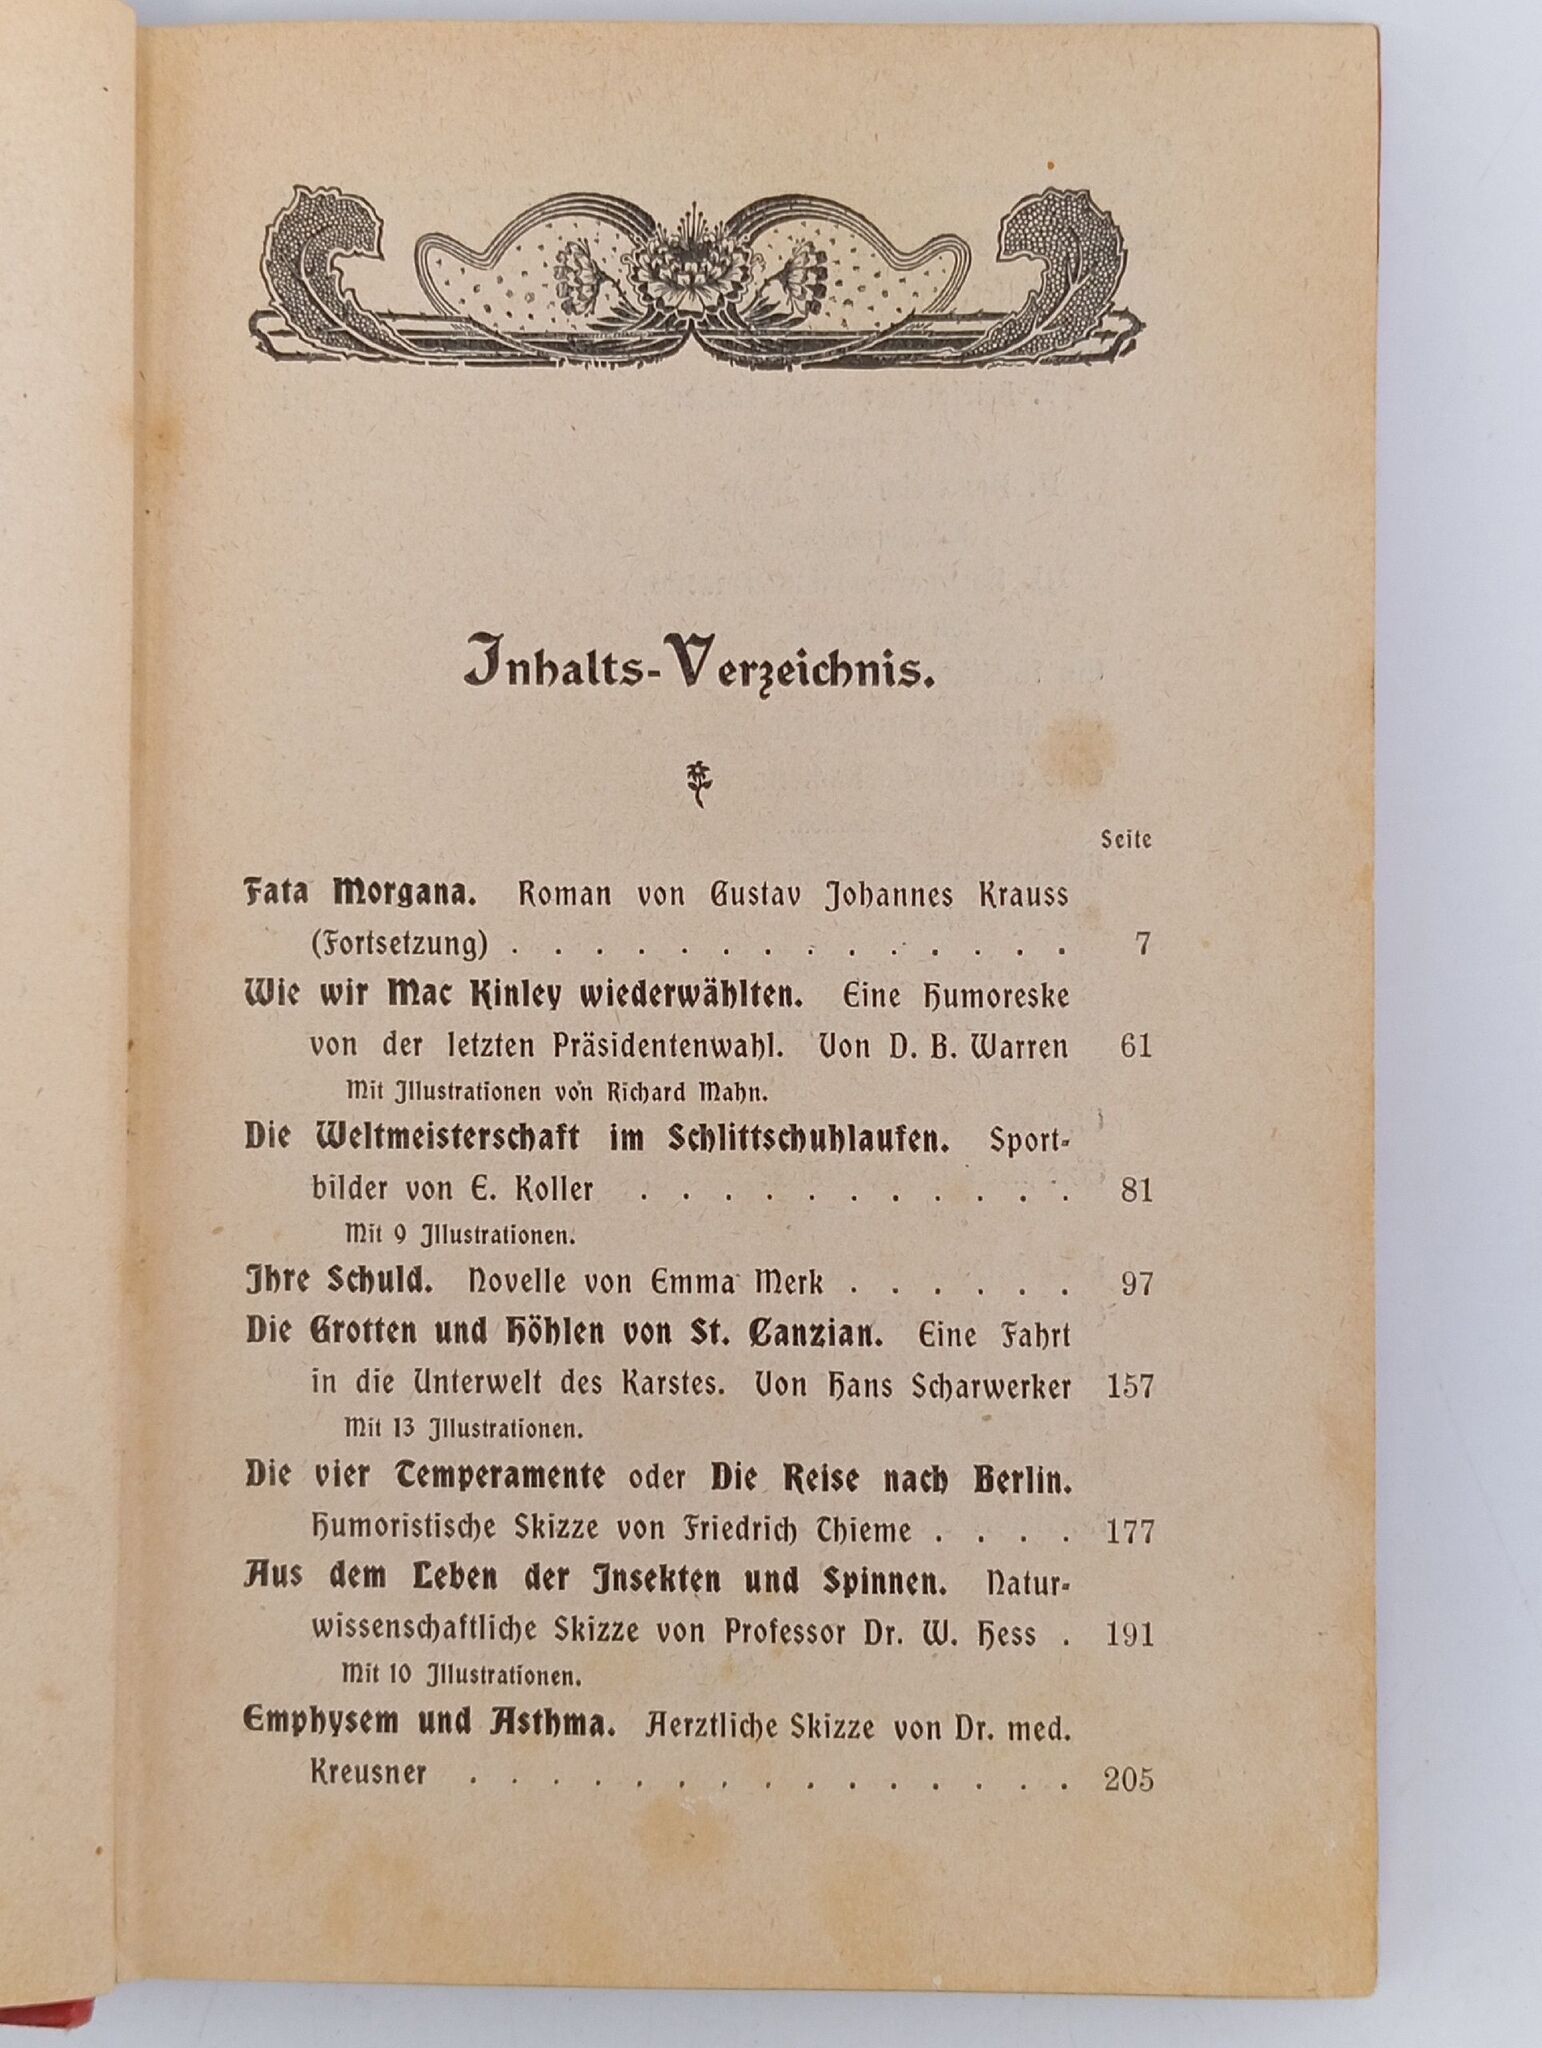 Inhalts-Verzeichnis.
Seite
Fata Morgana. Roman von Gustav Johannes Krauss
(Fortsetzung) . . . . . . . . . . . . . . 7
Wie wir Mac Kinley wiederwählten. Eine Humoreske
von der letzten Präsidentenwahl. Von D. B. Warren 61
Mit Illustrationen von Richard Mahn.
Die Weltmeisterschaft im Schlittschuhlaufen. Sport-
bilder von E. Koller . . . . . . . . . . . 81
Mit 9 Illustrationen.
Ihre Schuld. Novelle von Emma Merk . . . . . . 97
Die Grotten und Höhlen von St. Canzian. Eine Fahrt
in die Unterwelt des Karstes. Von Hans Scharwerker 157
Mit 13 Illustrationen.
Die vier Temperamente oder Die Reise nach Berlin.
Humoristische Skizze von Friedrich Thieme . . . . 177
Aus dem Leben der Insekten und Spinnen. Natur-
wissenschaftliche Skizze von Professor Dr. W. Hess . 191
Mit 10 Illustrationen.
Emphysem und Asthma. Aerztliche Skizze von Dr. med.
Kreusner . . . . . . . . . . . . . . . 205